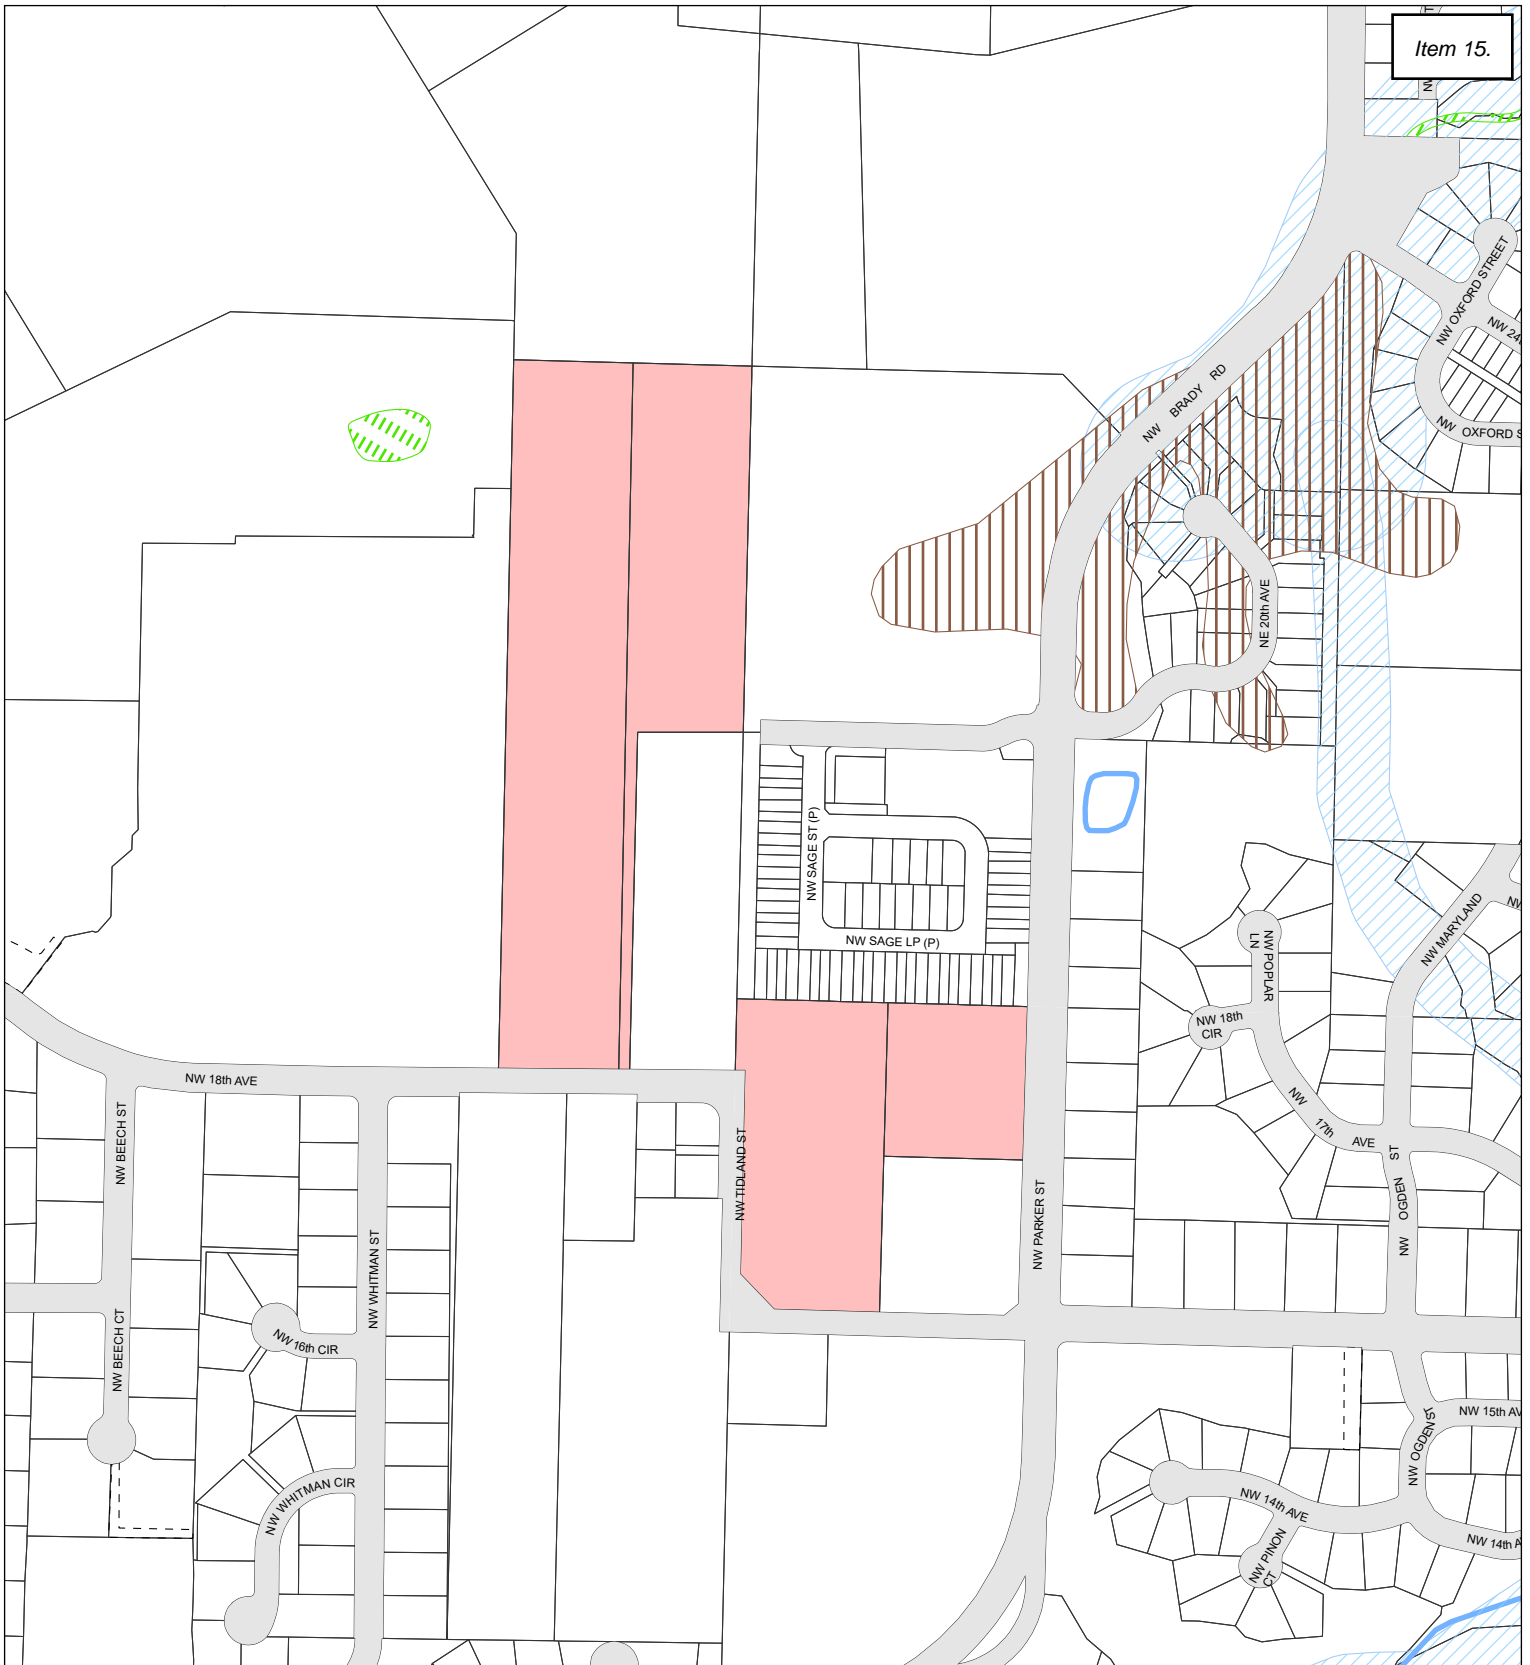 NW
Item 15.
NW OXFORD STREET
NW 24t
NW BRADY RD
NW OXFORD S
NE 20th AVE
NW SAGE ST (P)
NW SAGE LP (P)
NW MARYLAND
NW
NW POPLAR
LN
NW 18th
CIR
NW 18th AVE
NW 17th AVE
NW BEECH ST
NW TIDLAND ST
NW PARKER ST
NW OGDEN ST
NW WHITMAN ST
NW BEECH CT
NW 16th CIR
NW 15th AV
NW OGDEN ST
NW WHITMAN CIR
NW 14th AVE
NW 14th A
NW PINON
CT